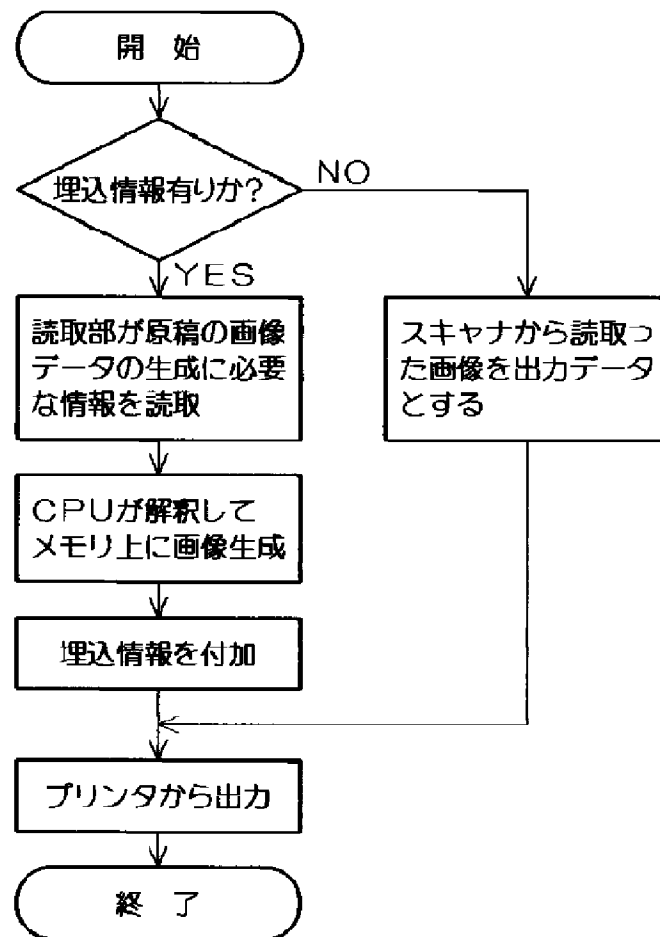 開 始
埋込情報有りか?
NO
YES
読取部が原稿の画像
データの生成に必要
な情報を読取
スキャナから読取っ
た画像を出力データ
とする
CPUが解釈して
メモリ上に画像生成
埋込情報を付加
プリンタから出力
終 了